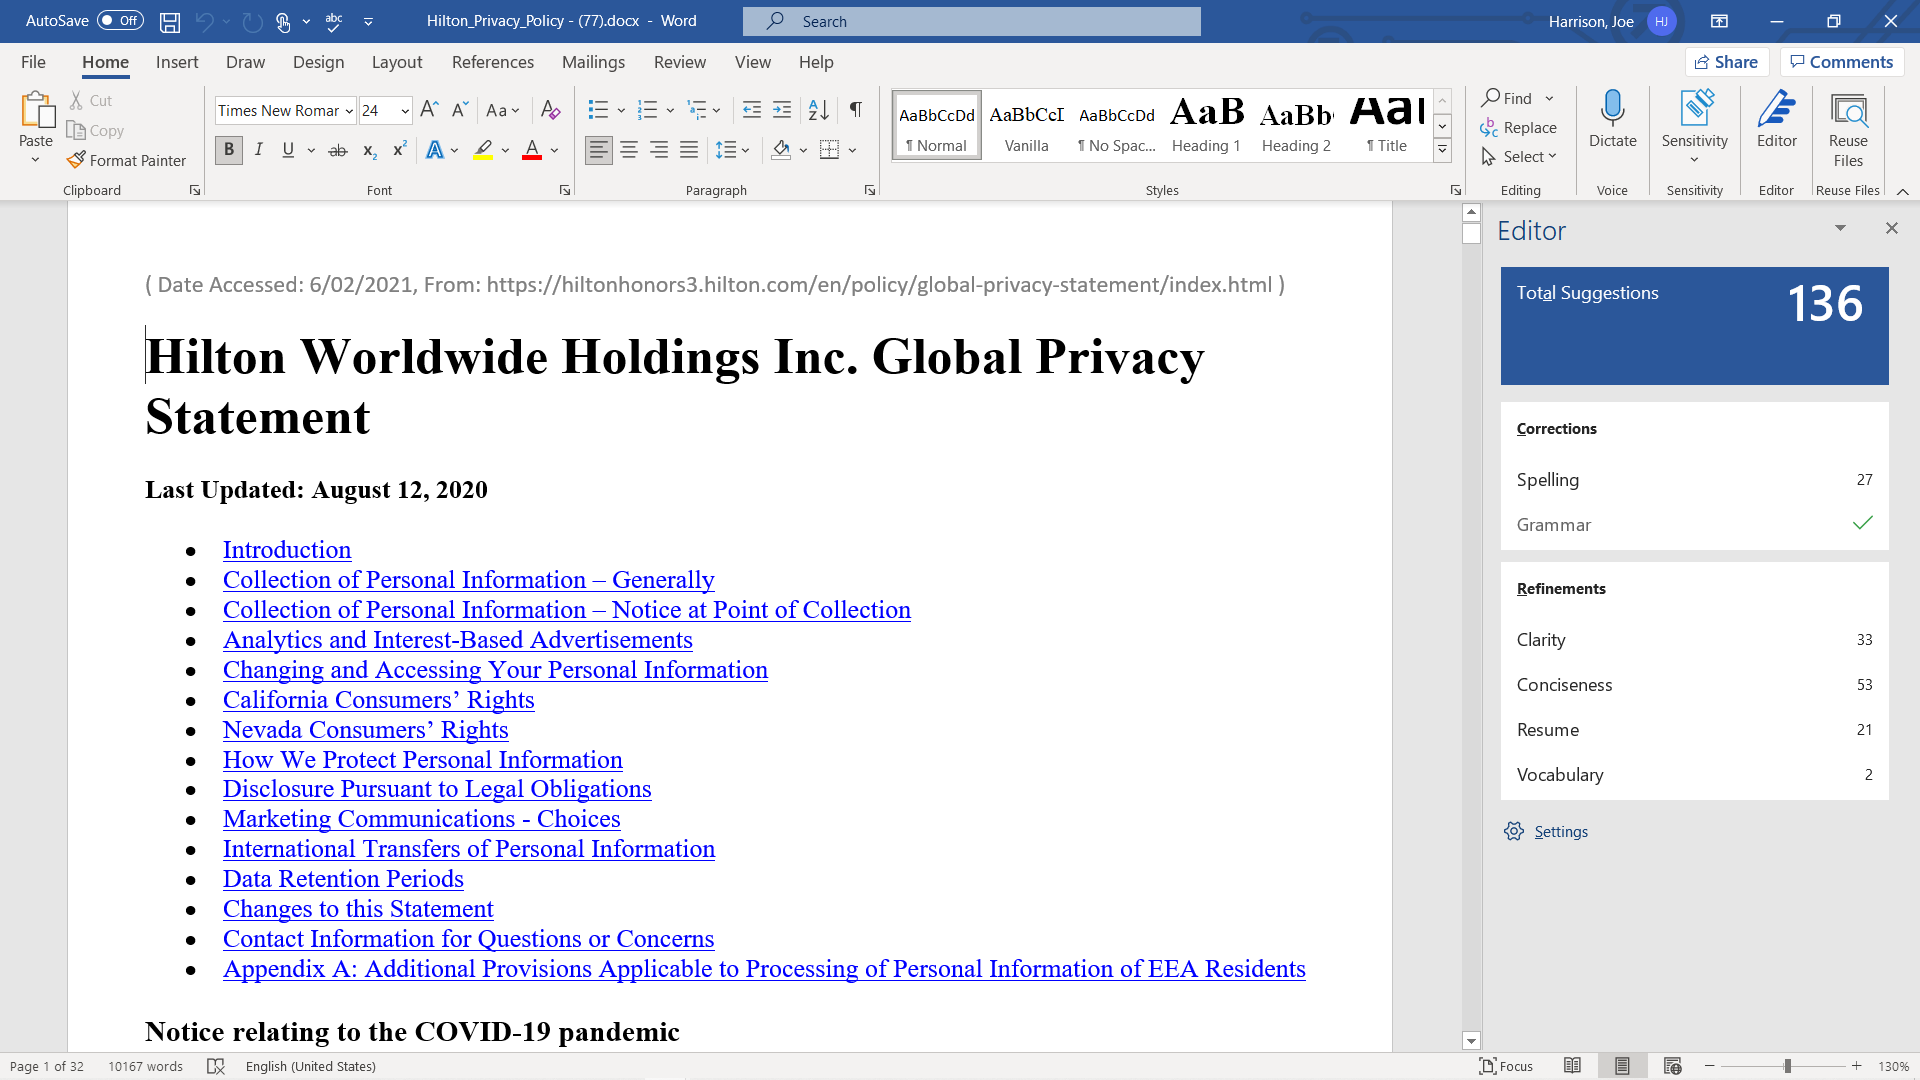 AutoSave Off abc Hilton_Privacy_Policy - (77).docx - Word Search Harrison, Joe HJ
File Home Insert Draw Design Layout References Mailings Review View Help Share Comments
Paste Cut Copy Format Painter Clipboard
Times New Romar 24 Aa B I U ab x₂ x² A A Font
Paragraph
AaBbCcDd AaBbCcI AaBbCcDd AaB AaBb AaI
¶ Normal Vanilla ¶ No Spac... Heading 1 Heading 2 ¶ Title
Styles
Find Replace Select Editing
Dictate Voice
Sensitivity Sensitivity
Editor Editor
Reuse Files Reuse Files
( Date Accessed: 6/02/2021, From: https://hiltonhonors3.hilton.com/en/policy/global-privacy-statement/index.html )
Hilton Worldwide Holdings Inc. Global Privacy
Statement
Last Updated: August 12, 2020
● Introduction
● Collection of Personal Information – Generally
● Collection of Personal Information – Notice at Point of Collection
● Analytics and Interest-Based Advertisements
● Changing and Accessing Your Personal Information
● California Consumers’ Rights
● Nevada Consumers’ Rights
● How We Protect Personal Information
● Disclosure Pursuant to Legal Obligations
● Marketing Communications - Choices
● International Transfers of Personal Information
● Data Retention Periods
● Changes to this Statement
● Contact Information for Questions or Concerns
● Appendix A: Additional Provisions Applicable to Processing of Personal Information of EEA Residents
Notice relating to the COVID-19 pandemic
Editor
Total Suggestions 136
Corrections
Spelling 27
Grammar
Refinements
Clarity 33
Conciseness 53
Resume 21
Vocabulary 2
Settings
Page 1 of 32 10167 words English (United States) Focus 130%